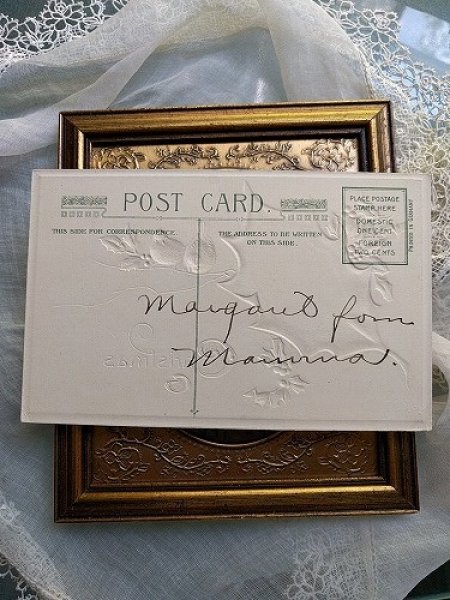 POST CARD.
THIS SIDE FOR CORRESPONDENCE.
THE ADDRESS TO BE WRITTEN
ON THIS SIDE.
PLACE POSTAGE
STAMP HERE
DOMESTIC
ONE CENT
FOREIGN
TWO CENTS
PRINTED IN GERMANY
Margaret from
Mamma.